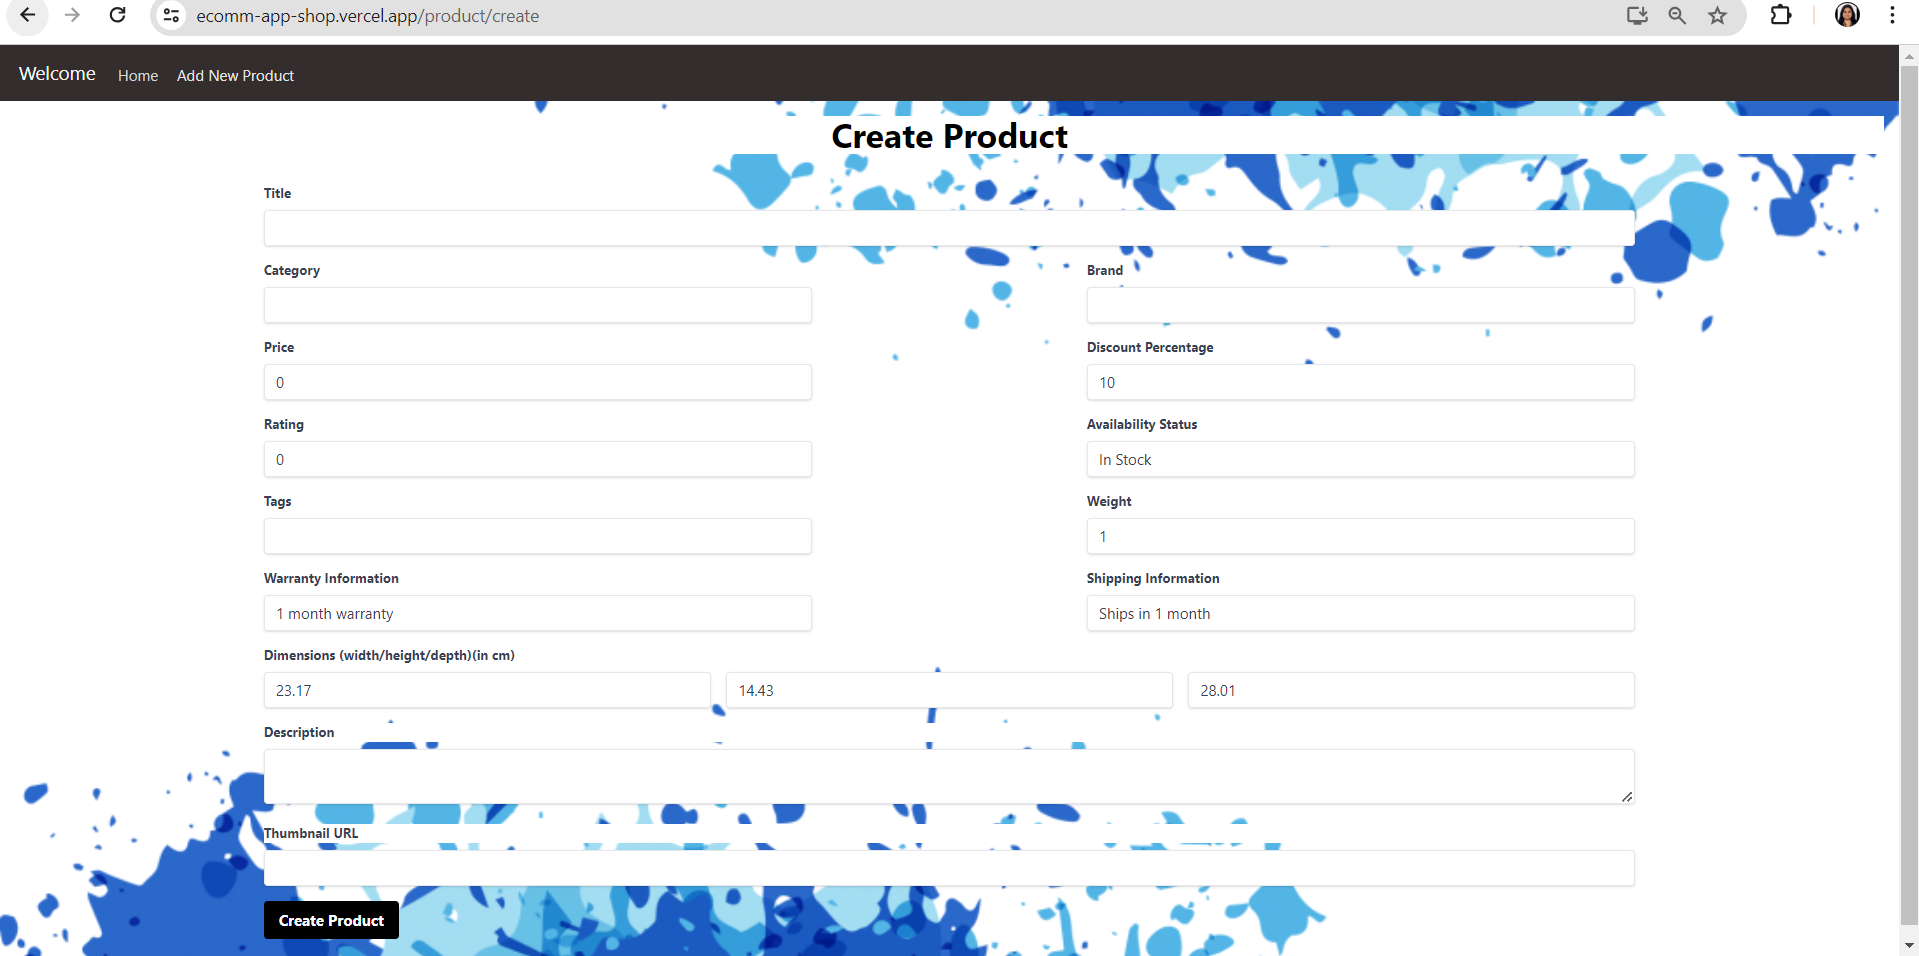 ecomm-app-shop.vercel.app/product/create
Welcome Home Add New Product
Create Product
Title
Category Brand
Price Discount Percentage
0 10
Rating Availability Status
0 In Stock
Tags Weight
1
Warranty Information Shipping Information
1 month warranty Ships in 1 month
Dimensions (width/height/depth)(in cm)
23.17 14.43 28.01
Description
Thumbnail URL
Create Product